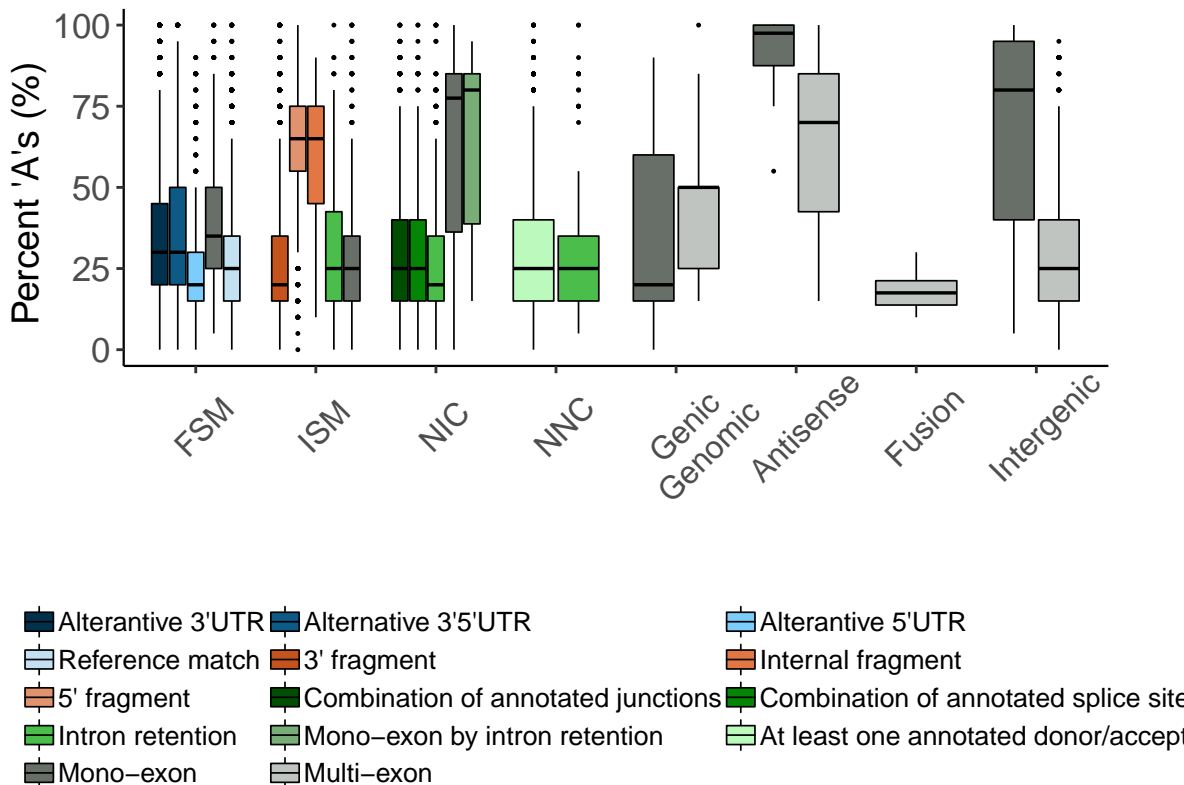 100
75
50
25
0
Percent 'A's (%)
FSM
ISM
NIC
NNC
Genic
Genomic
Antisense
Fusion
Intergenic
Alterantive 3'UTR
Alternative 3'5'UTR
Alterantive 5'UTR
Reference match
3' fragment
Internal fragment
5' fragment
Combination of annotated junctions
Combination of annotated splice site
Intron retention
Mono−exon by intron retention
At least one annotated donor/accept
Mono−exon
Multi−exon